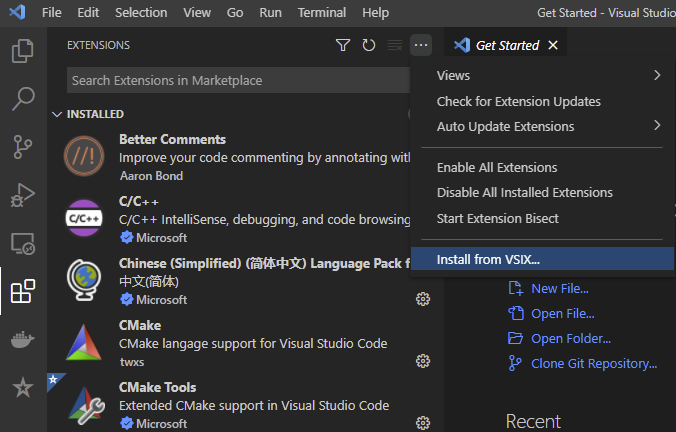 File Edit Selection View Go Run Terminal Help Get Started - Visual Studio
EXTENSIONS
Get Started
Search Extensions in Marketplace
Views
Check for Extension Updates
Auto Update Extensions
Enable All Extensions
Disable All Installed Extensions
Start Extension Bisect
Install from VSIX...
INSTALLED
//!
Better Comments
Improve your code commenting by annotating with
Aaron Bond
C/C++
C/C++
C/C++ IntelliSense, debugging, and code browsing
Microsoft
Chinese (Simplified) (简体中文) Language Pack f
中文(简体)
Microsoft
CMake
CMake langage support for Visual Studio Code
twxs
CMake Tools
Extended CMake support in Visual Studio Code
Microsoft
New File...
Open File...
Open Folder...
Clone Git Repository...
Recent